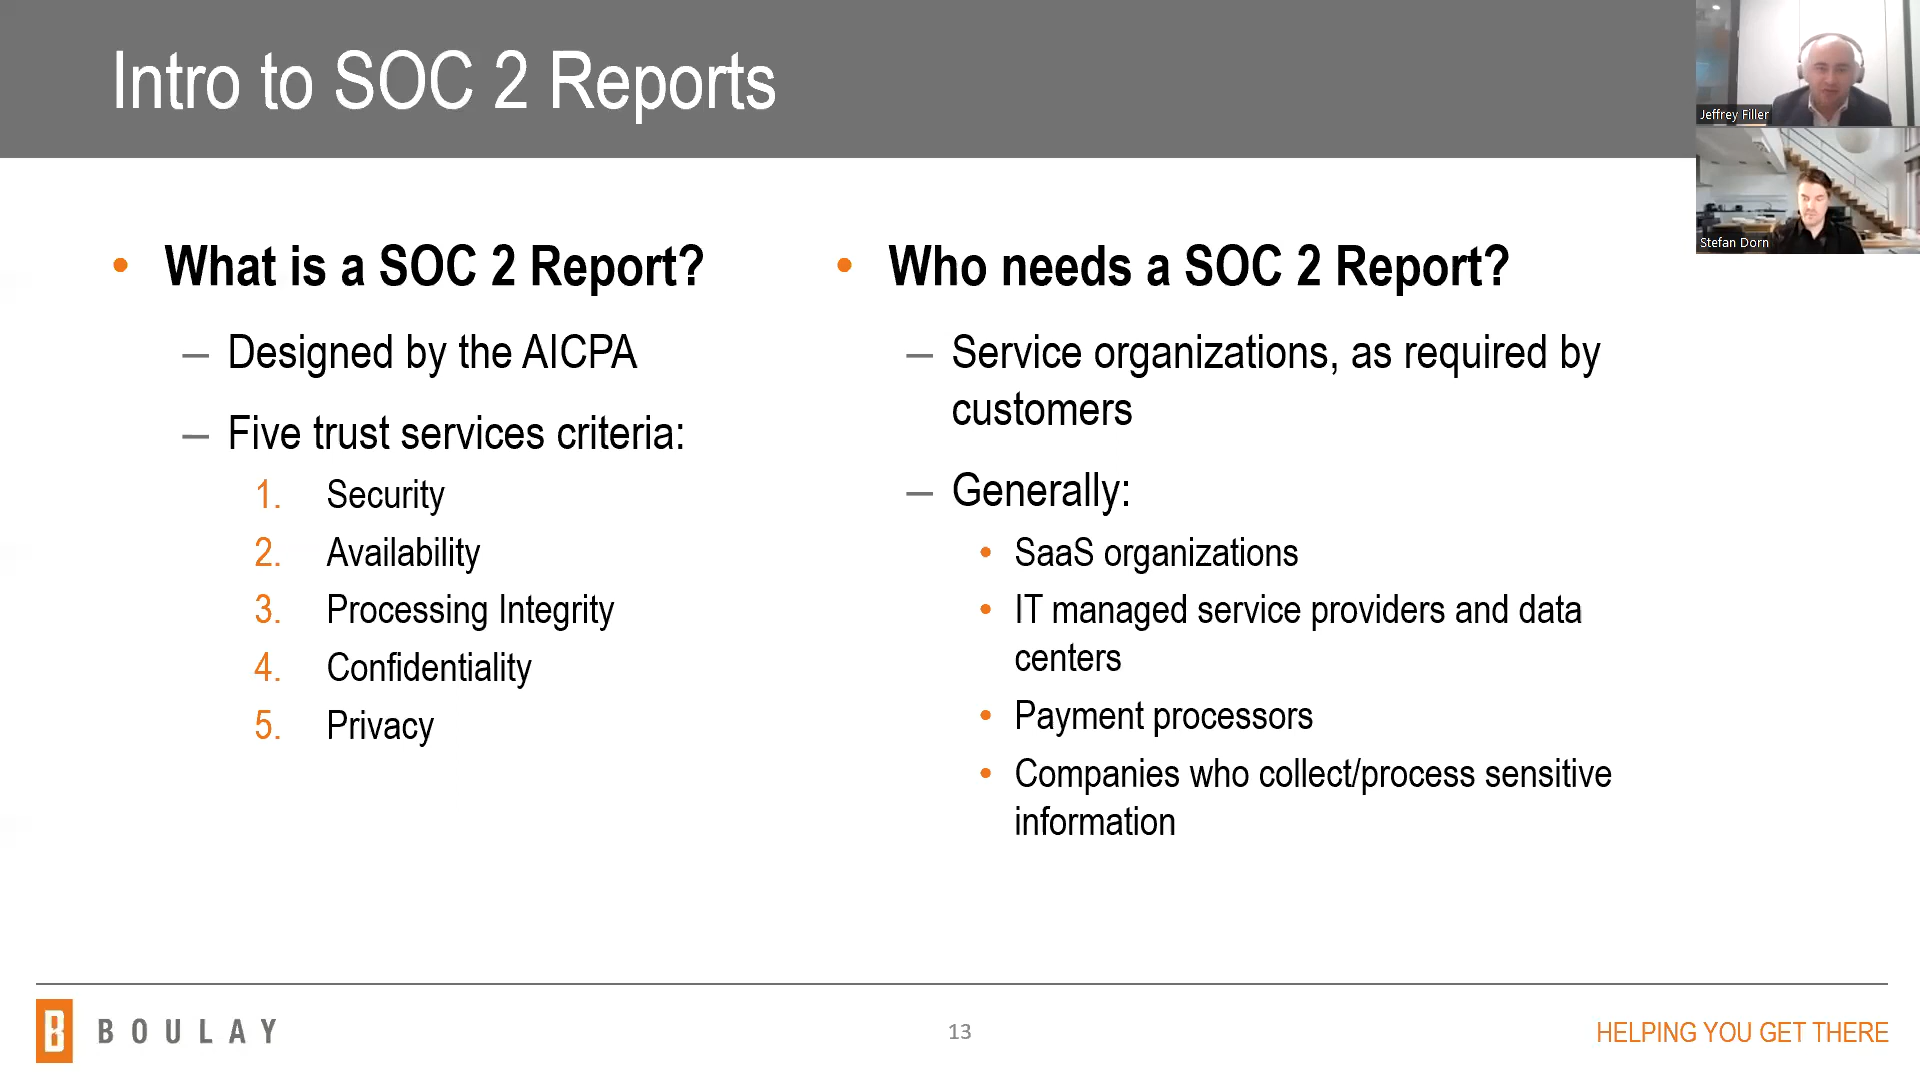 Intro to SOC 2 Reports
Jeffrey Filler
Stefan Dorn
• What is a SOC 2 Report?
– Designed by the AICPA
– Five trust services criteria:
1. Security
2. Availability
3. Processing Integrity
4. Confidentiality
5. Privacy
• Who needs a SOC 2 Report?
– Service organizations, as required by
customers
– Generally:
• SaaS organizations
• IT managed service providers and data
centers
• Payment processors
• Companies who collect/process sensitive
information
B BOULAY
13
HELPING YOU GET THERE